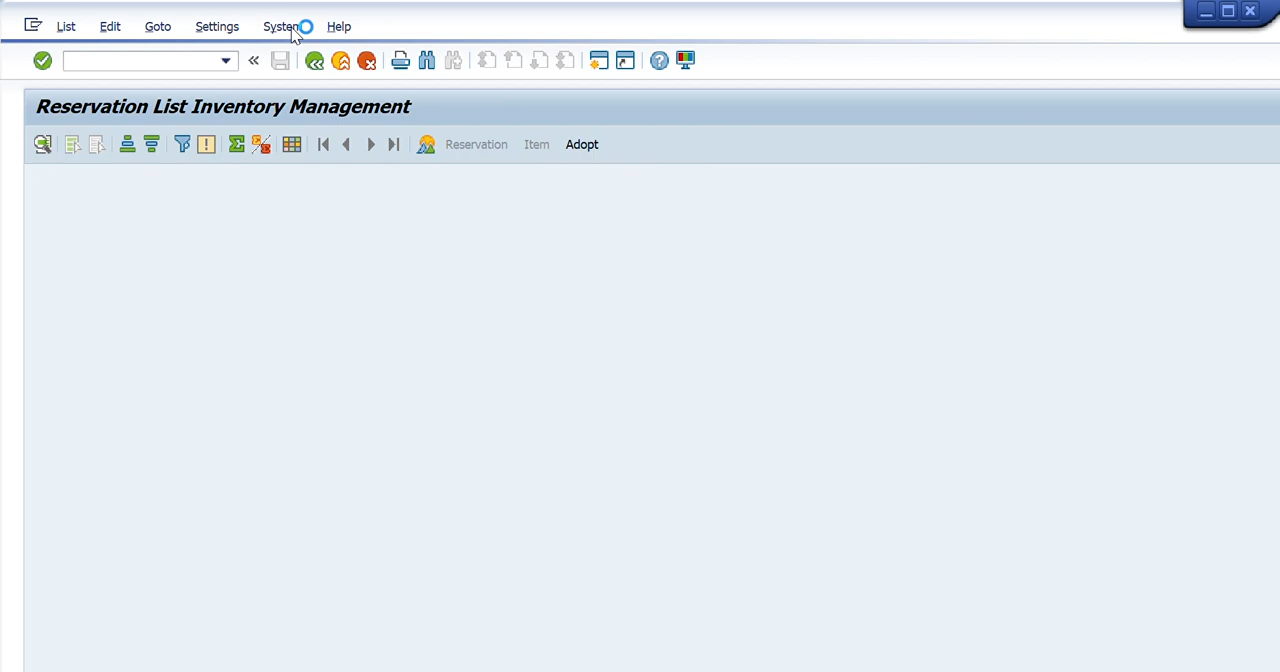 List Edit Goto Settings System Help
Reservation List Inventory Management
Reservation Item Adopt